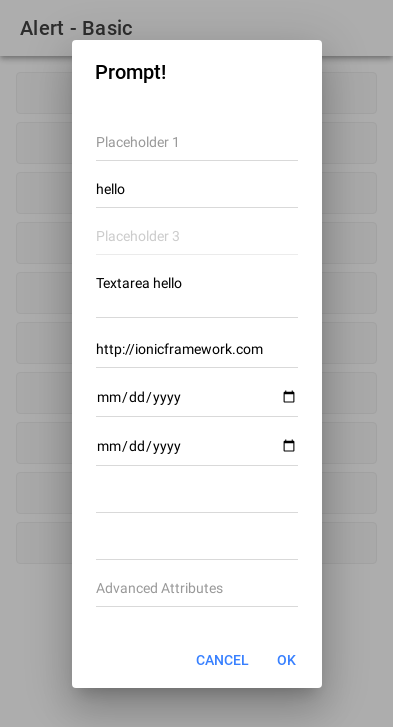 Alert - Basic
Prompt!
Placeholder 1
hello
Placeholder 3
Textarea hello
http://ionicframework.com
mm/dd/yyyy
mm/dd/yyyy
Advanced Attributes
CANCEL OK